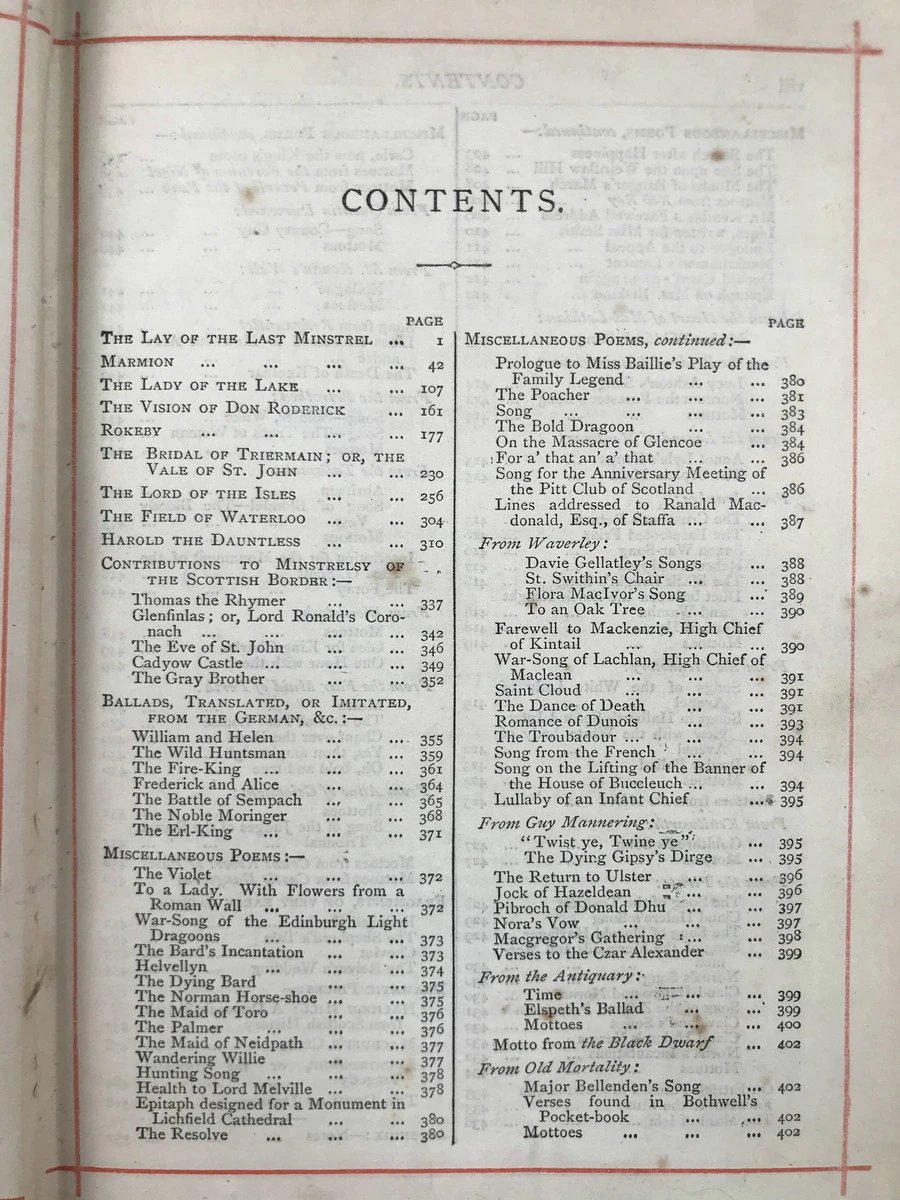 CONTENTS.
PAGE
THE LAY OF THE LAST MINSTREL ... 1
MARMION ... ... ... ... 42
THE LADY OF THE LAKE ... ... 107
THE VISION OF DON RODERICK ... 161
ROKEBY ... ... ... ... 177
THE BRIDAL OF TRIERMAIN; OR, THE
VALE OF ST. JOHN ... ... 230
THE LORD OF THE ISLES ... ... 256
THE FIELD OF WATERLOO ... ... 304
HAROLD THE DAUNTLESS ... ... 310
CONTRIBUTIONS TO MINSTRELSY OF
THE SCOTTISH BORDER:—
Thomas the Rhymer ... ... 337
Glenfinlas; or, Lord Ronald's Coro-
nach ... ... ... ... 342
The Eve of St. John ... ... 346
Cadyow Castle ... ... ... 349
The Gray Brother ... ... 352
BALLADS, TRANSLATED, OR IMITATED,
FROM THE GERMAN, &c.:—
William and Helen ... ... 355
The Wild Huntsman ... ... 359
The Fire-King ... ... ... 361
Frederick and Alice ... ... 364
The Battle of Sempach ... ... 365
The Noble Moringer ... ... 368
The Erl-King ... ... ... 371
MISCELLANEOUS POEMS:—
The Violet ... ... ... 372
To a Lady. With Flowers from a
Roman Wall ... ... ... 372
War-Song of the Edinburgh Light
Dragoons ... ... ... 373
The Bard's Incantation ... ... 373
Helvellyn ... ... ... 374
The Dying Bard ... ... 375
The Norman Horse-shoe ... ... 375
The Maid of Toro ... ... 376
The Palmer ... ... ... 376
The Maid of Neidpath ... ... 377
Wandering Willie ... ... 377
Hunting Song ... ... ... 378
Health to Lord Melville ... ... 378
Epitaph designed for a Monument in
Lichfield Cathedral ... ... 380
The Resolve ... ... ... 380
PAGE
MISCELLANEOUS POEMS, continued:—
Prologue to Miss Baillie's Play of the
Family Legend ... ... 380
The Poacher ... ... ... 381
Song ... ... ... ... 383
The Bold Dragoon ... ... 384
On the Massacre of Glencoe ... 384
For a' that an' a' that ... ... 386
Song for the Anniversary Meeting of
the Pitt Club of Scotland ... 386
Lines addressed to Ranald Mac-
donald, Esq., of Staffa ... ... 387
From Waverley:
Davie Gellatley's Songs ... 388
St. Swithin's Chair ... ... 388
Flora MacIvor's Song ... 389
To an Oak Tree ... ... 390
Farewell to Mackenzie, High Chief
of Kintail ... ... ... 390
War-Song of Lachlan, High Chief of
Maclean ... ... ... 391
Saint Cloud ... ... ... 391
The Dance of Death ... ... 391
Romance of Dunois ... ... 393
The Troubadour ... ... ... 394
Song from the French ... ... 394
Song on the Lifting of the Banner of
the House of Buccleuch ... ... 394
Lullaby of an Infant Chief ... 395
From Guy Mannering:
"Twist ye, Twine ye" ... 395
The Dying Gipsy's Dirge ... 395
The Return to Ulster ... ... 396
Jock of Hazeldean ... ... 396
Pibroch of Donald Dhu ... ... 397
Nora's Vow ... ... ... 397
Macgregor's Gathering ... ... 398
Verses to the Czar Alexander ... 399
From the Antiquary:
Time ... ... ... 399
Elspeth's Ballad ... ... 399
Mottoes ... ... ... 400
Motto from the Black Dwarf ... 402
From Old Mortality:
Major Bellenden's Song ... 402
Verses found in Bothwell's
Pocket-book ... ... 402
Mottoes ... ... ... 402